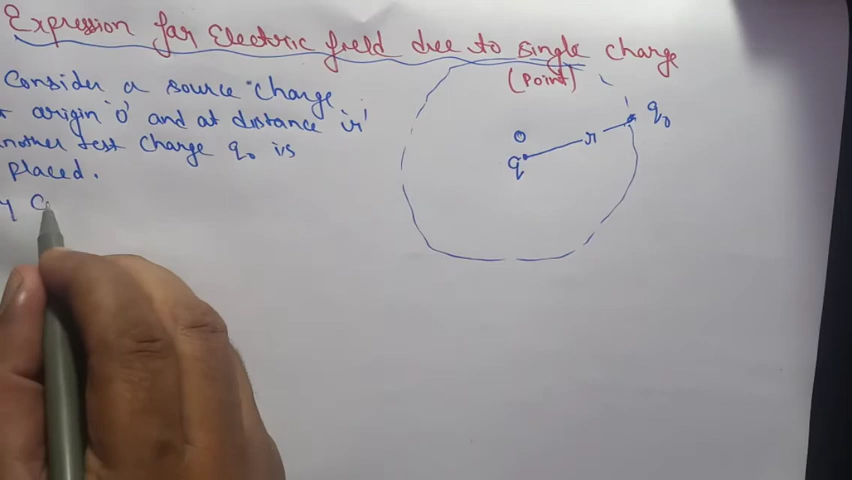 Expression for Electric field due to single charge
(Point)
Consider a source charge
origin 'o' and at distance 'r'
another test charge q₀ is
placed.
y C
O
q
r
q₀